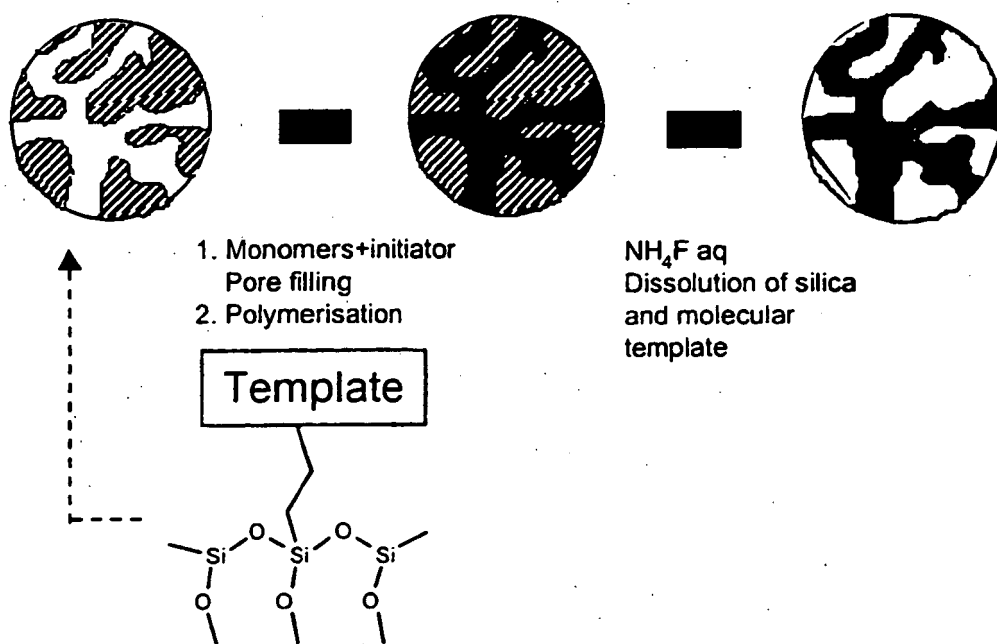 1. Monomers+initiator
Pore filling
2. Polymerisation
NH₄F aq
Dissolution of silica
and molecular
template
Template
O O
Si Si Si
O O O